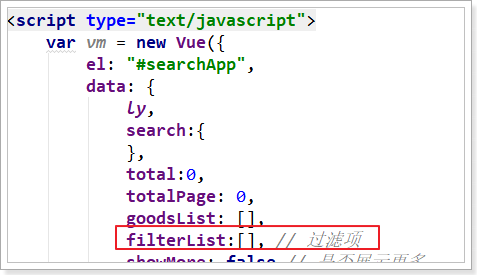 <script type="text/javascript">
var vm = new Vue({
el: "#searchApp",
data: {
ly,
search:{
},
total:0,
totalPage: 0,
goodsList: [],
filterList:[], // 过滤项
showMore: false // 是否展示更多